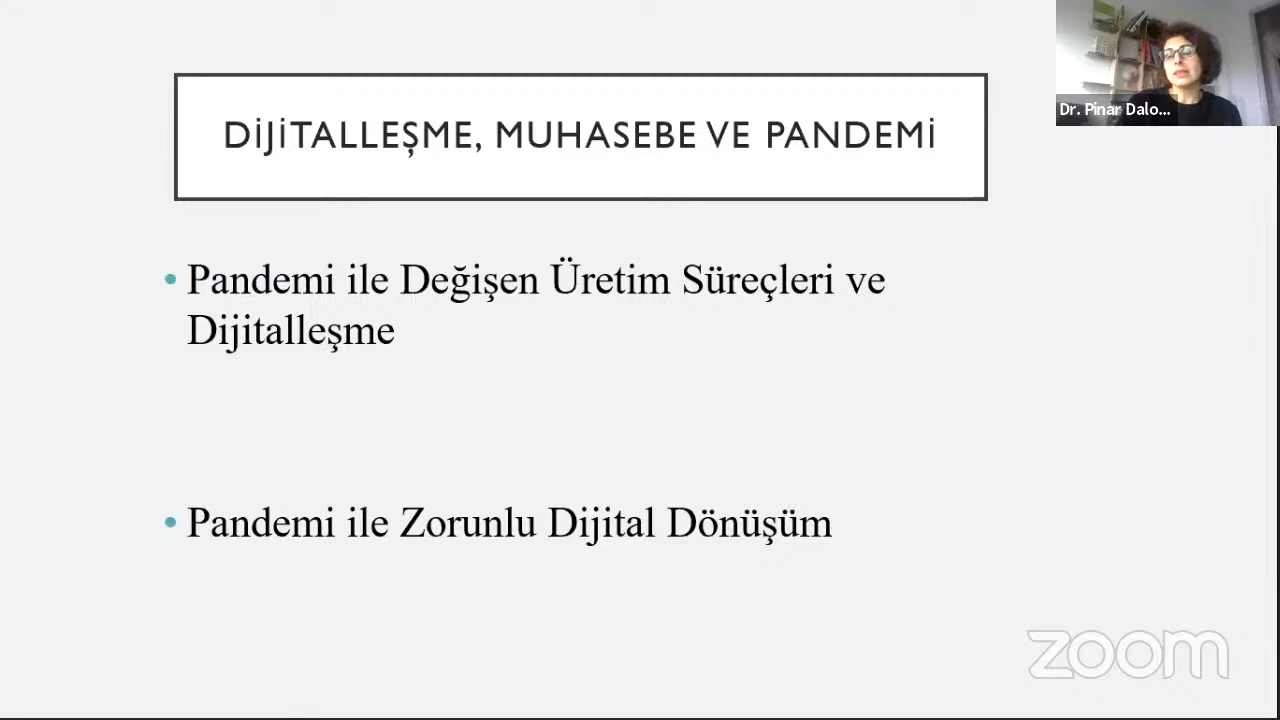 DİJİTALLEŞME, MUHASEBE VE PANDEMİ
Dr. Pinar Dalo...
• Pandemi ile Değişen Üretim Süreçleri ve
Dijitalleşme
• Pandemi ile Zorunlu Dijital Dönüşüm
zoom